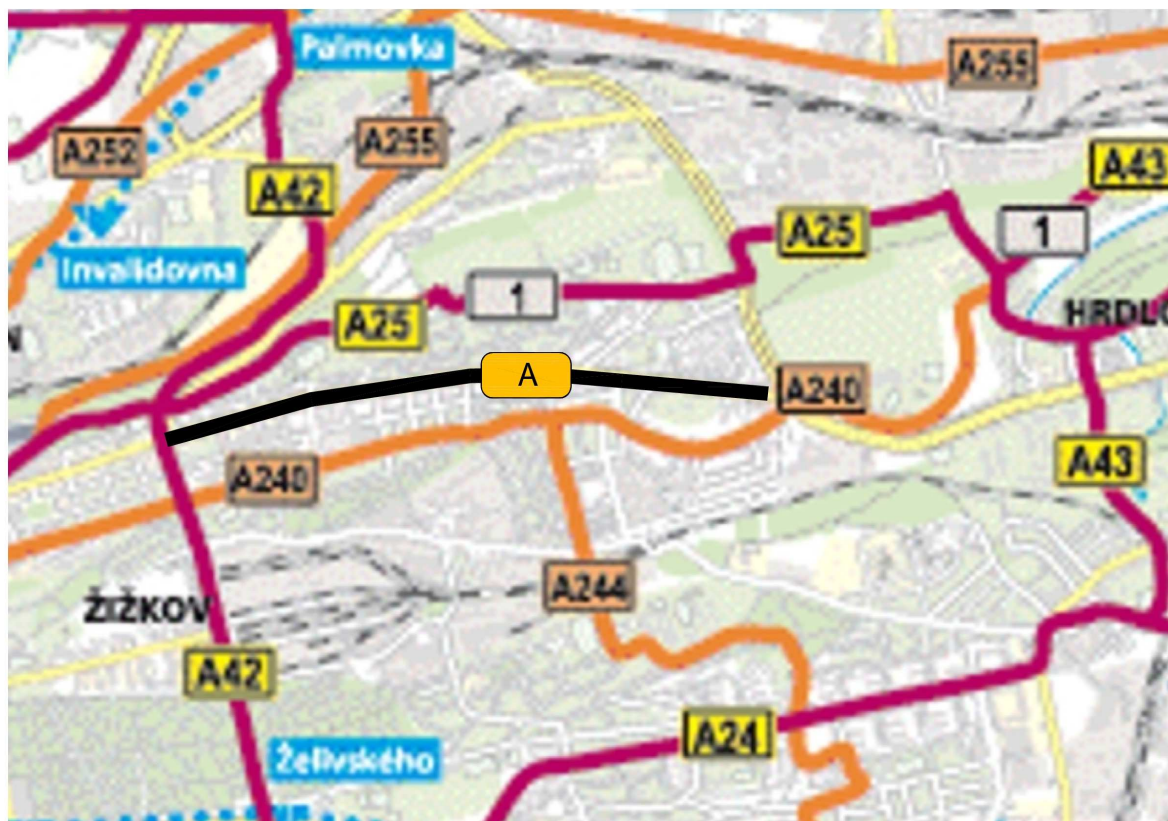 Palmovka
A255
A252
A255
A43
A42
A25
1
Invalidovna
1
HRDLO
A25
N
A
A240
A43
A240
A244
ŽIŽKOV
A42
A24
Želivského